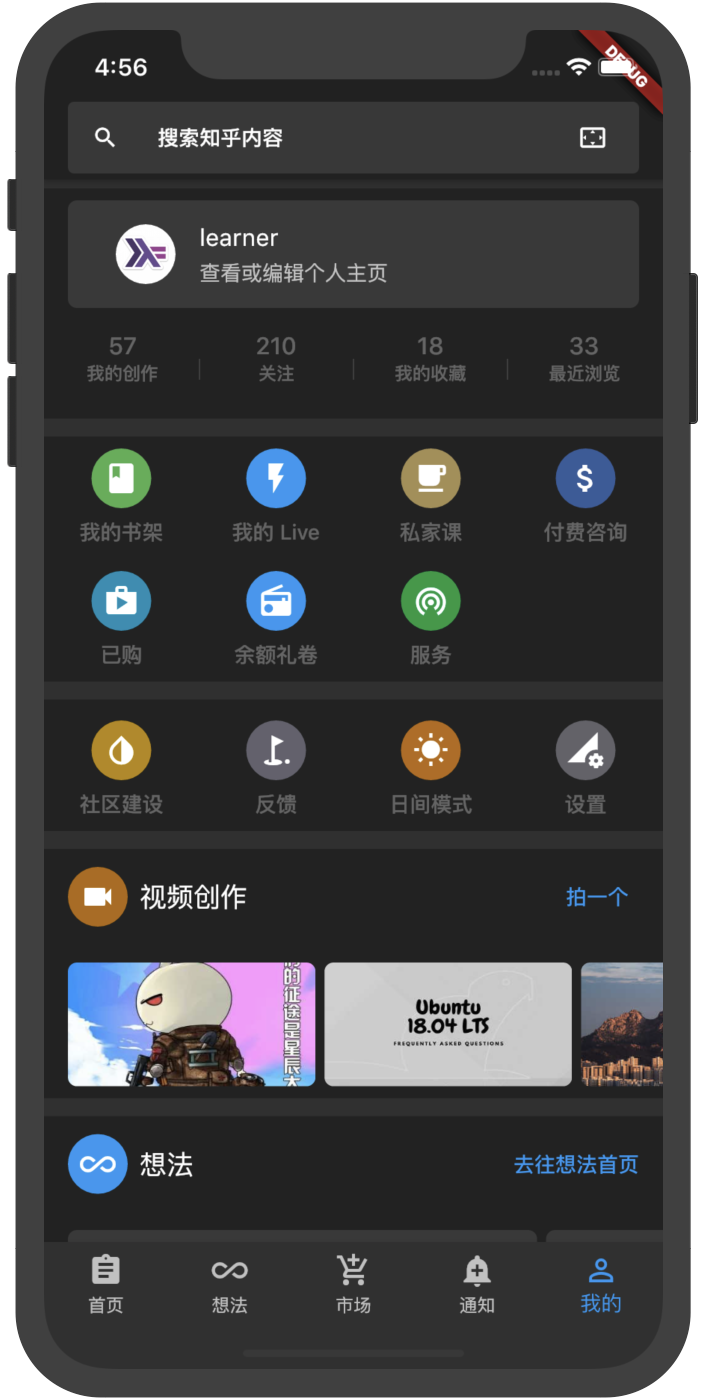 4:56
DEBUG
搜索知乎内容
learner
查看或编辑个人主页
57 210 18 33
我的创作 关注 我的收藏 最近浏览
我的书架 我的 Live 私家课 付费咨询
已购 余额礼卷 服务
社区建设 反馈 日间模式 设置
视频创作 拍一个
的征途是星辰大
Ubuntu
18.04 LTS
FREQUENTLY ASKED QUESTIONS
想法 去往想法首页
首页 想法 市场 通知 我的